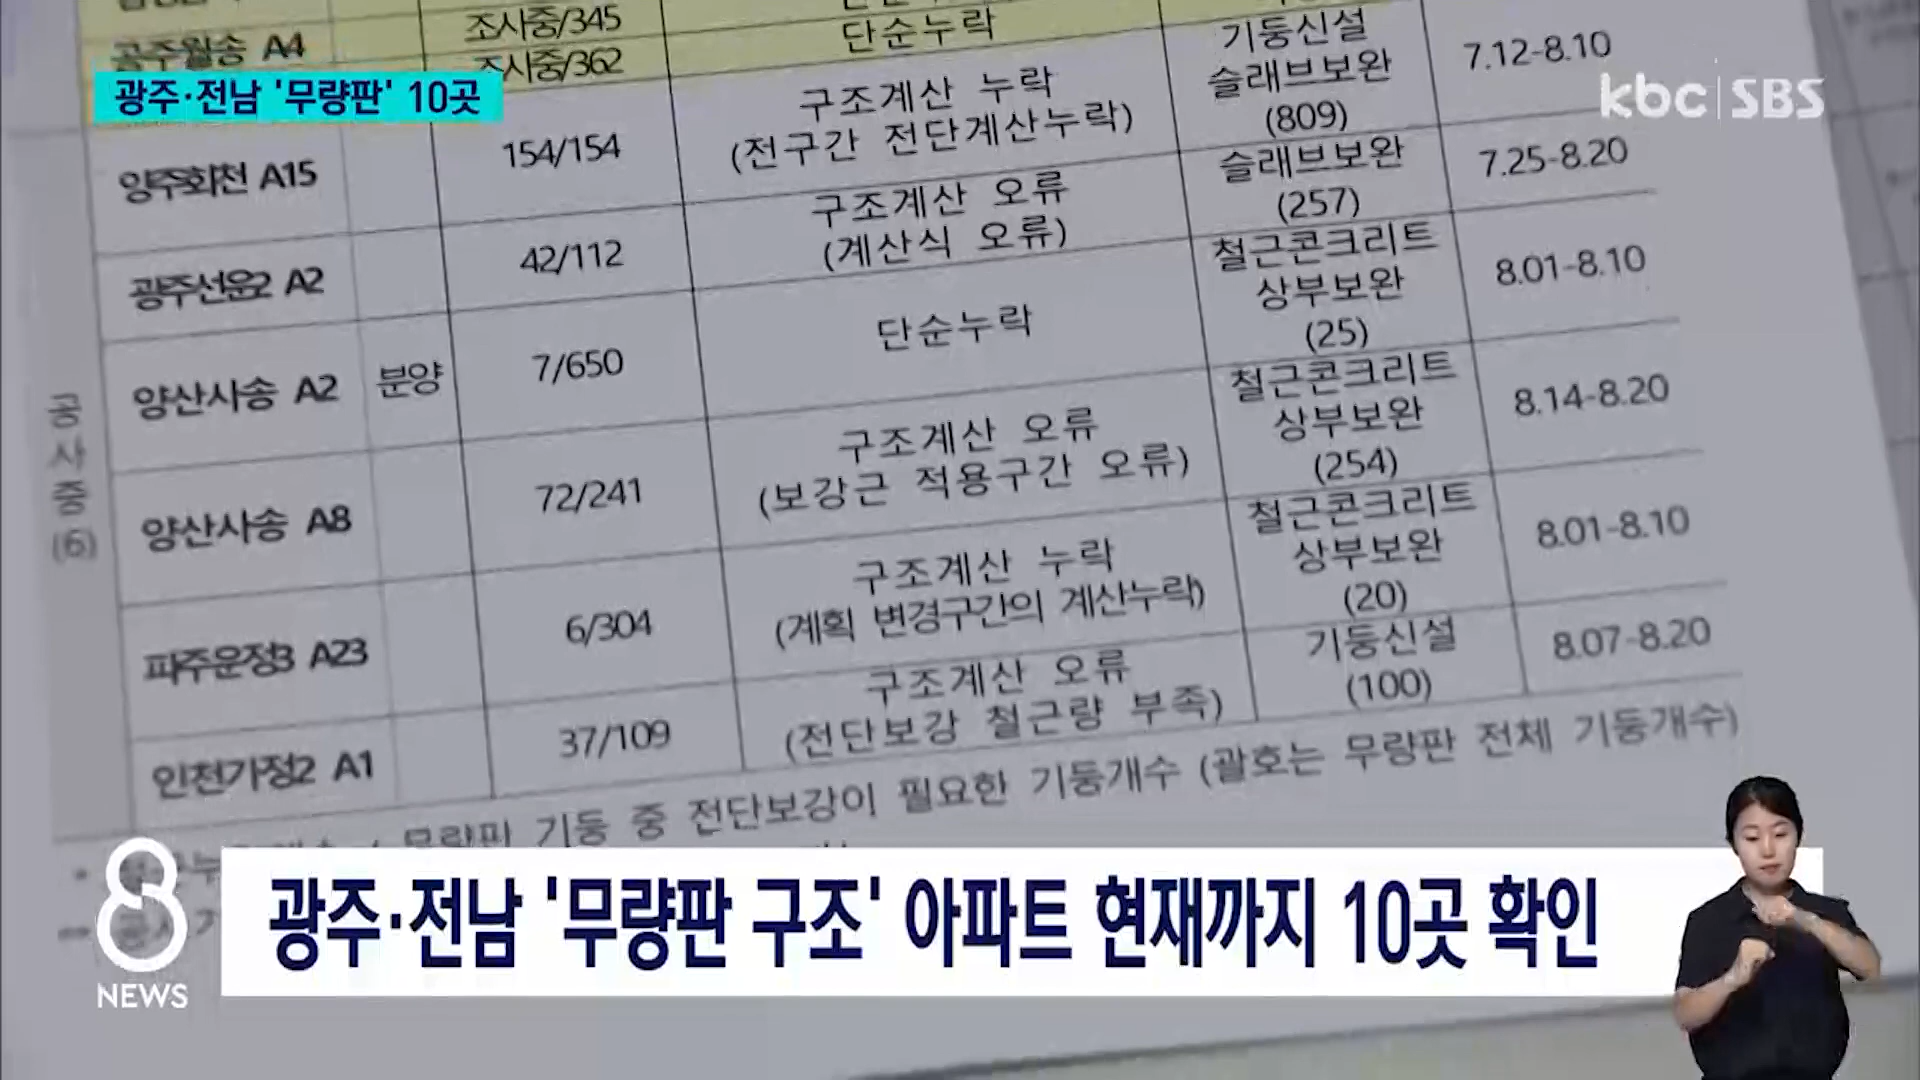 조사중/345
단순누락
공주월송 A4
조사중/362
광주·전남 '무량판' 10곳
kbc SBS
기둥신설
슬래브보완
(809)
7.12-8.10
구조계산 누락
(전구간 전단계산누락)
양주회천 A15
154/154
슬래브보완
(257)
7.25-8.20
구조계산 오류
(계산식 오류)
광주선운2 A2
42/112
철근콘크리트
상부보완
(25)
8.01-8.10
단순누락
양산사송 A2
분양
7/650
철근콘크리트
상부보완
(254)
8.14-8.20
구조계산 오류
(보강근 적용구간 오류)
공사중
(6)
양산사송 A8
72/241
철근콘크리트
상부보완
(20)
8.01-8.10
구조계산 누락
(계획 변경구간의 계산누락)
파주운정3 A23
6/304
기둥신설
(100)
8.07-8.20
구조계산 오류
(전단보강 철근량 부족)
인천가정2 A1
37/109
무량판 기둥 중 전단보강이 필요한 기둥개수 (괄호는 무량판 전체 기둥개수)
8 NEWS
광주·전남 '무량판 구조' 아파트 현재까지 10곳 확인